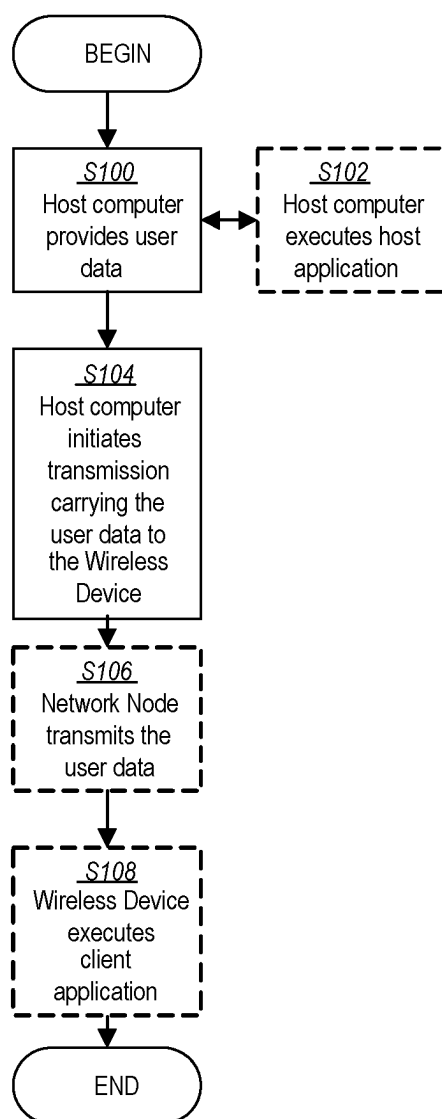 BEGIN
S100
Host computer
provides user
data
S102
Host computer
executes host
application
S104
Host computer
initiates
transmission
carrying the
user data to
the Wireless
Device
S106
Network Node
transmits the
user data
S108
Wireless Device
executes
client
application
END